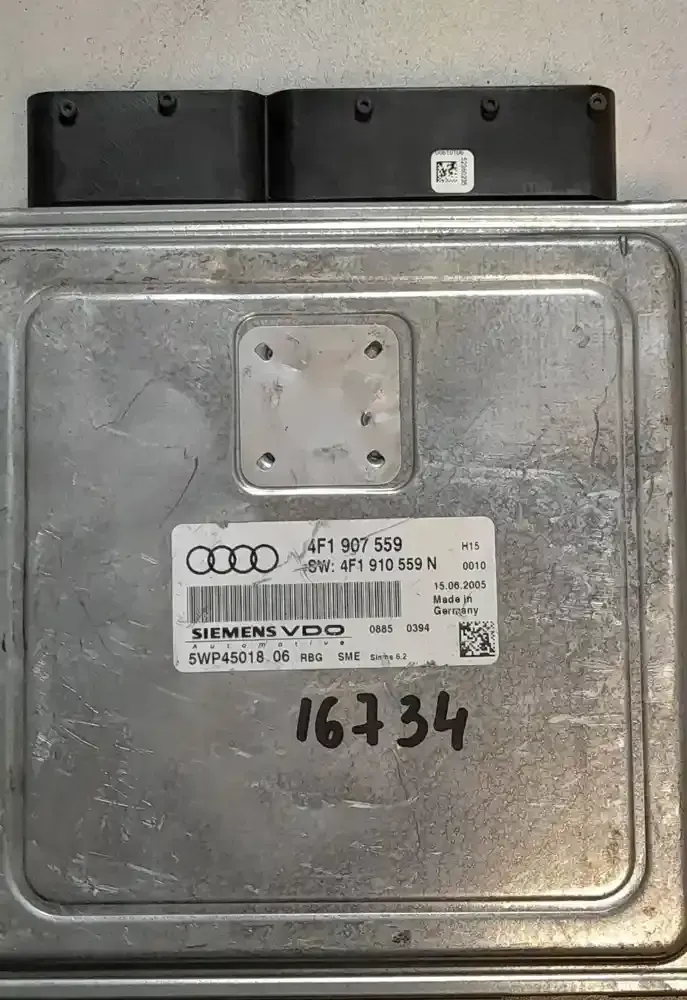 4F1 907 559
H15
SW: 4F1 910 559 N
0010
15.06.2005
Made in
Germany
SIEMENS VDO
0885 0394
Automotive
5WP45018 06 RBG SME Simos 6.2
16734